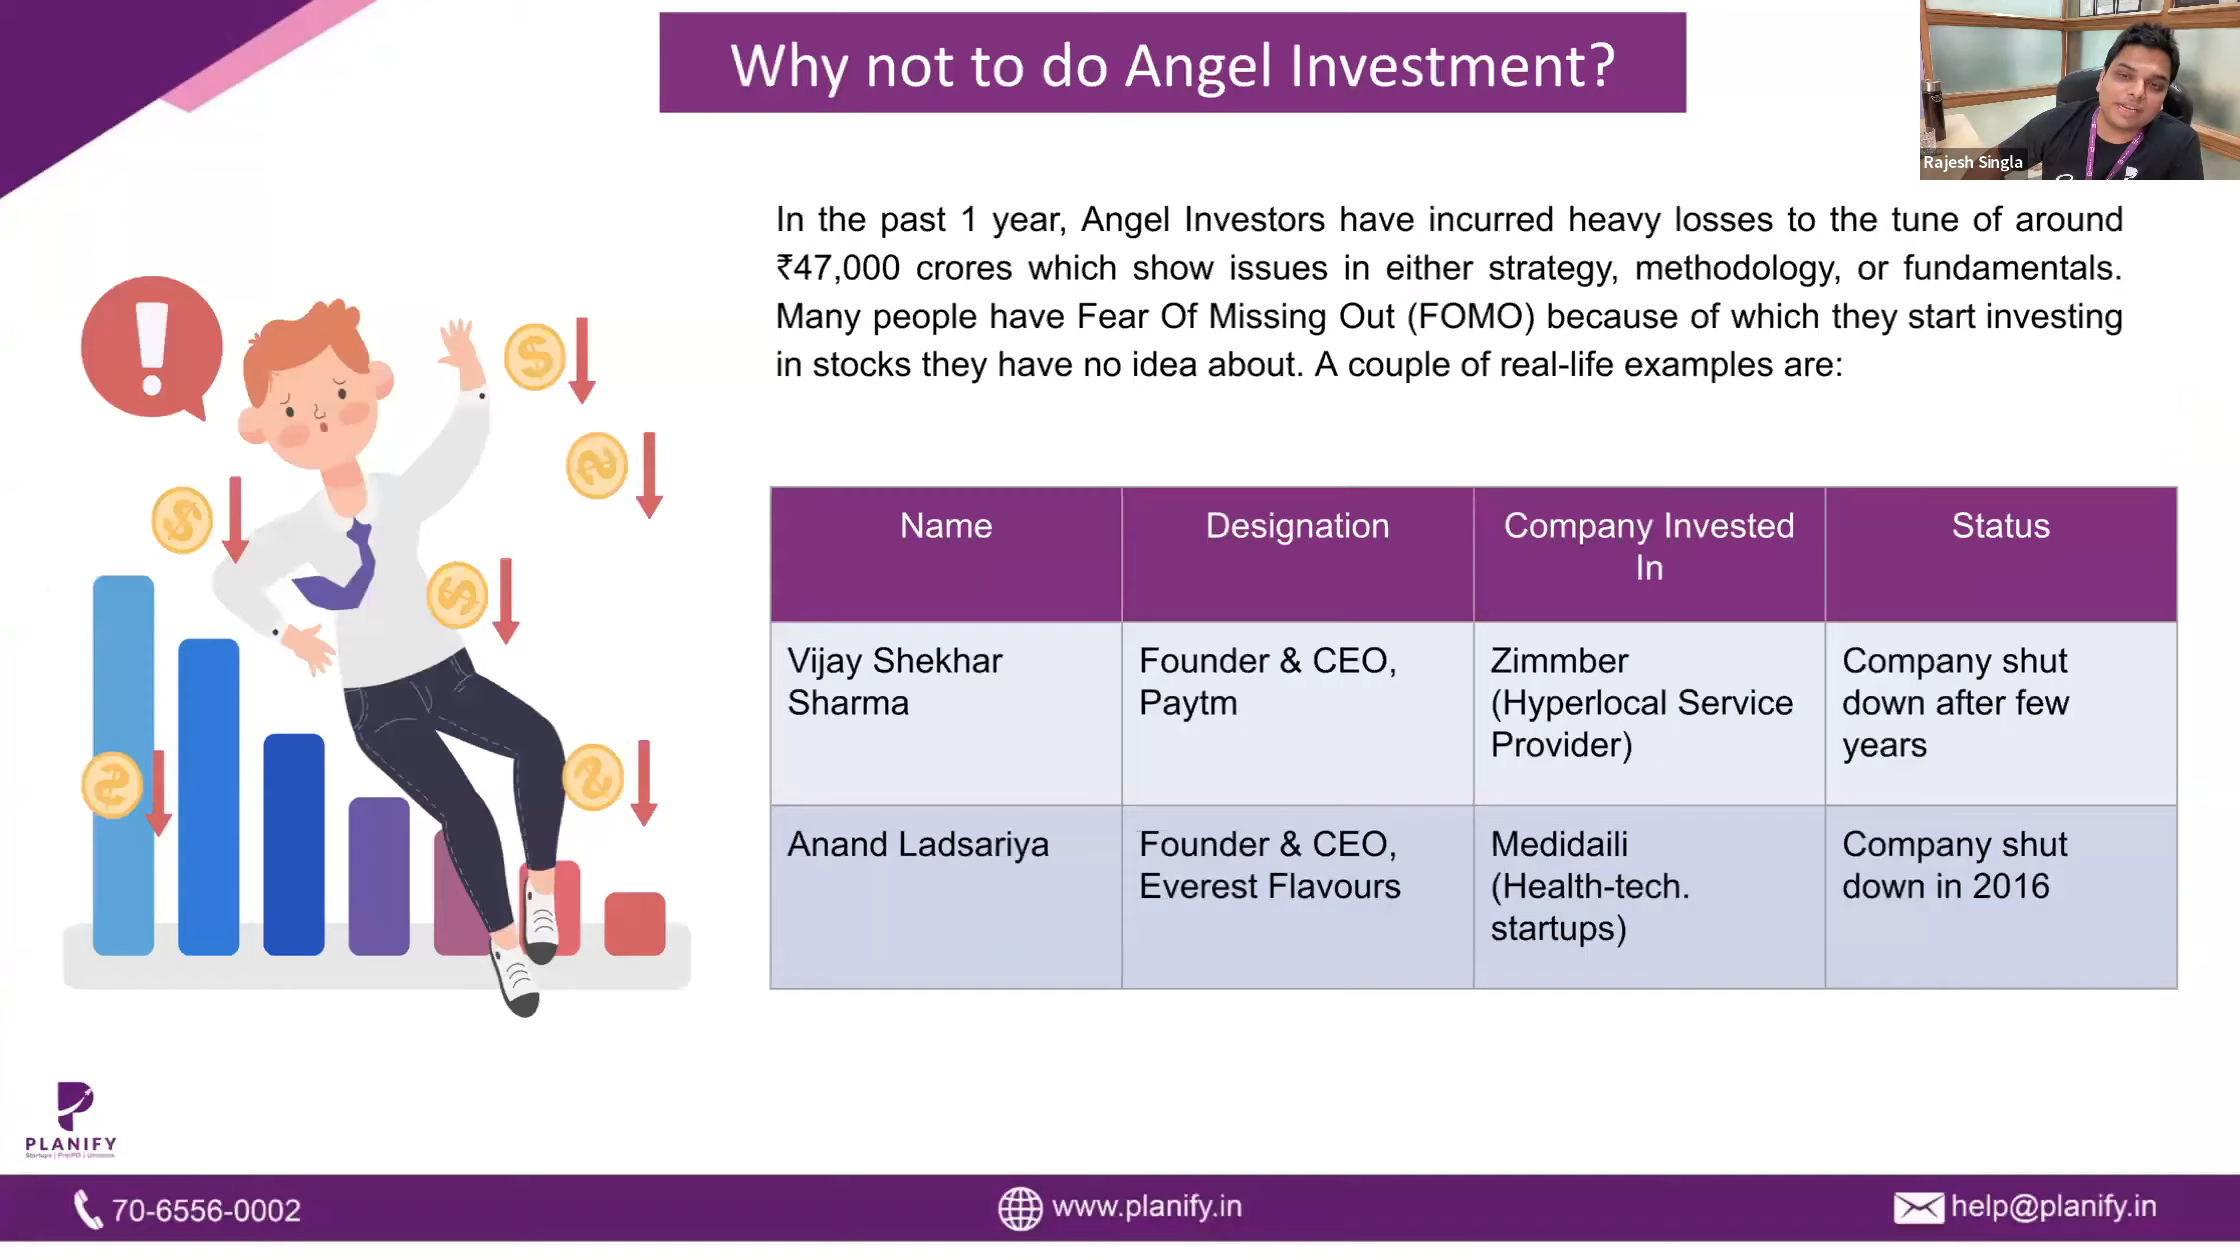 Why not to do Angel Investment?
Rajesh Singla
In the past 1 year, Angel Investors have incurred heavy losses to the tune of around
₹47,000 crores which show issues in either strategy, methodology, or fundamentals.
Many people have Fear Of Missing Out (FOMO) because of which they start investing
in stocks they have no idea about. A couple of real-life examples are:
Name
Designation
Company Invested
In
Status
Vijay Shekhar
Sharma
Founder & CEO,
Paytm
Zimmber
(Hyperlocal Service
Provider)
Company shut
down after few
years
Anand Ladsariya
Founder & CEO,
Everest Flavours
Medidaili
(Health-tech.
startups)
Company shut
down in 2016
PLANIFY
70-6556-0002
www.planify.in
help@planify.in